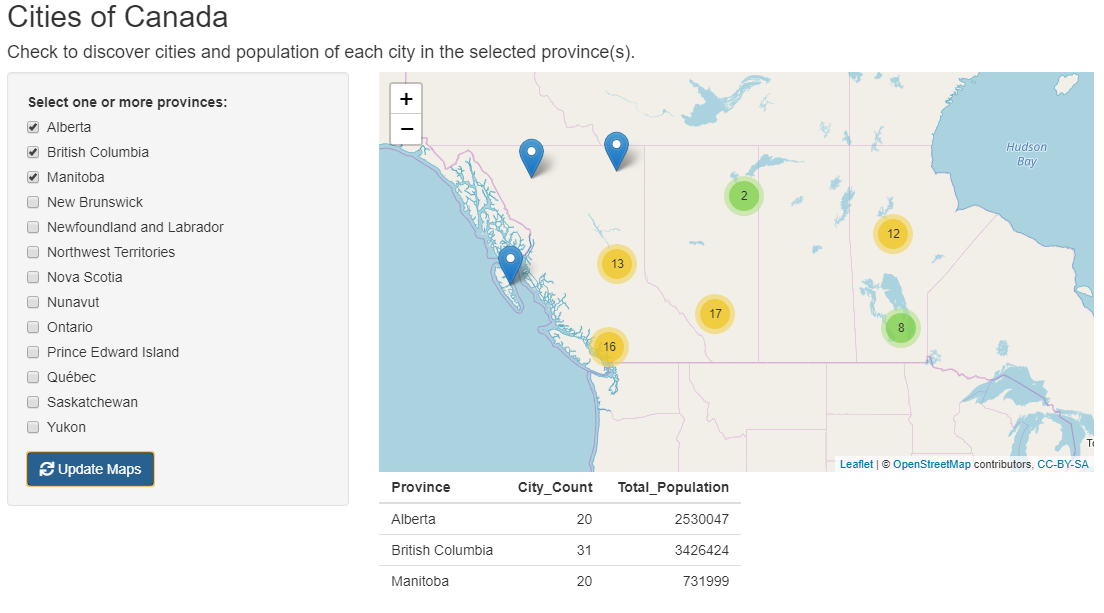 Cities of Canada
Check to discover cities and population of each city in the selected province(s).
Select one or more provinces:
Alberta
British Columbia
Manitoba
New Brunswick
Newfoundland and Labrador
Northwest Territories
Nova Scotia
Nunavut
Ontario
Prince Edward Island
Québec
Saskatchewan
Yukon
Update Maps
+
−
Hudson
Bay
2
12
13
17
8
16
To
Leaflet | © OpenStreetMap contributors, CC-BY-SA
Province City_Count Total_Population
Alberta 20 2530047
British Columbia 31 3426424
Manitoba 20 731999